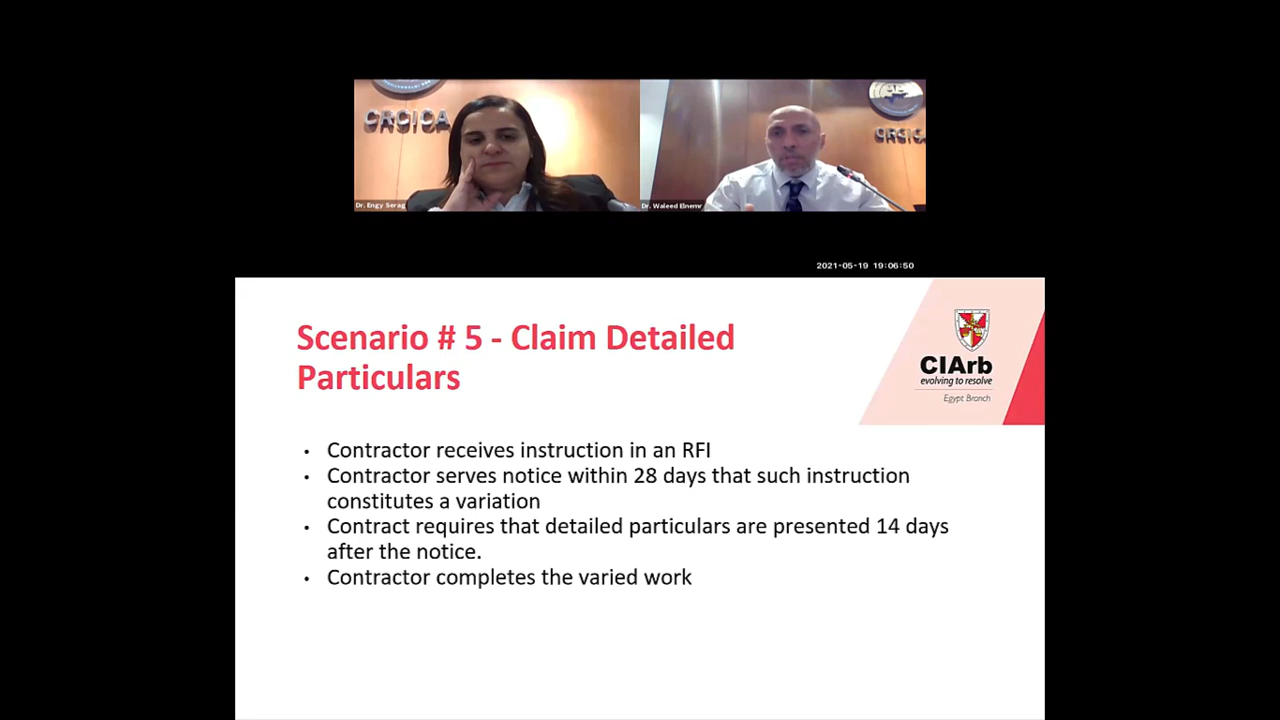 CRCICA
CRCICA
Dr. Engy Serag
Dr. Waleed Elnemr
2021-05-19 19:06:50
Scenario # 5 - Claim Detailed
Particulars
CIArb
evolving to resolve
Egypt Branch
• Contractor receives instruction in an RFI
• Contractor serves notice within 28 days that such instruction
constitutes a variation
• Contract requires that detailed particulars are presented 14 days
after the notice.
• Contractor completes the varied work